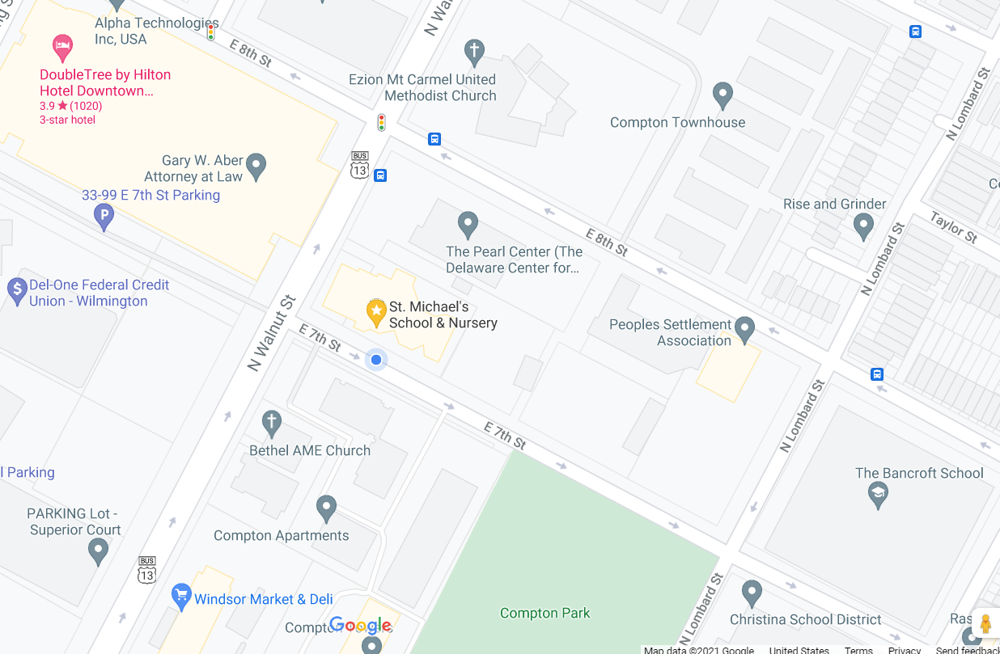 Alpha Technologies
Inc, USA
E 8th St
DoubleTree by Hilton
Hotel Downtown...
3.9 ★ (1020)
3-star hotel
Ezion Mt Carmel United
Methodist Church
Compton Townhouse
N Lombard St
BUS
13
Gary W. Aber
Attorney at Law
33-99 E 7th St Parking
P
Rise and Grinder
Taylor St
E 8th St
The Pearl Center (The
Delaware Center for...
N Lombard St
Del-One Federal Credit
Union - Wilmington
$
St. Michael's
School & Nursery
N Walnut St
E 7th St
Peoples Settlement
Association
N Lombard St
Bethel AME Church
E 7th St
The Bancroft School
PARKING Lot -
Superior Court
Compton Apartments
BUS
13
Windsor Market & Deli
Google
N Lombard St
Compton Park
Christina School District
Map data ©2021 Google
United States
Terms
Privacy
Send feedback